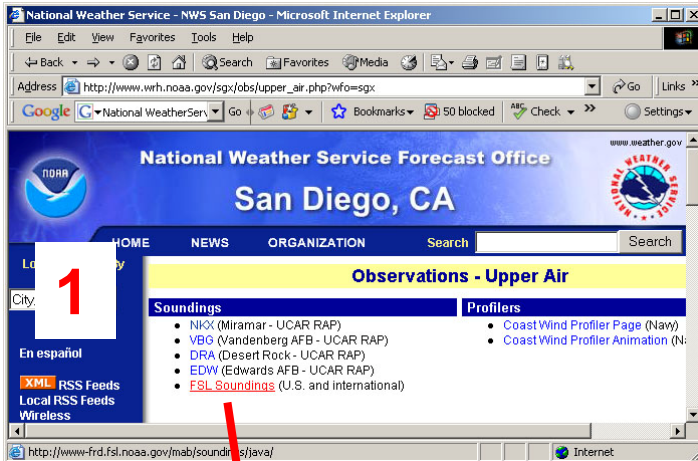 National Weather Service - NWS San Diego - Microsoft Internet Explorer
File Edit View Favorites Tools Help
Back Search Favorites Media
Address http://www.wrh.noaa.gov/sgx/obs/upper_air.php?wfo=sgx Go Links »
Google G National WeatherServ Go Bookmarks 50 blocked ABC Check » Settings
www.weather.gov
NOAA
National Weather Service Forecast Office
NATIONAL WEATHER SERVICE
San Diego, CA
HOME NEWS ORGANIZATION Search Search
1
City,
Observations - Upper Air
Soundings
Profilers
• NKX (Miramar - UCAR RAP)
• VBG (Vandenberg AFB - UCAR RAP)
• DRA (Desert Rock - UCAR RAP)
• EDW (Edwards AFB - UCAR RAP)
• FSL Soundings (U.S. and international)
• Coast Wind Profiler Page (Navy)
• Coast Wind Profiler Animation (Na
En español
XML RSS Feeds
Local RSS Feeds
Wireless
http://www-frd.fsl.noaa.gov/mab/soundings/java/ Internet